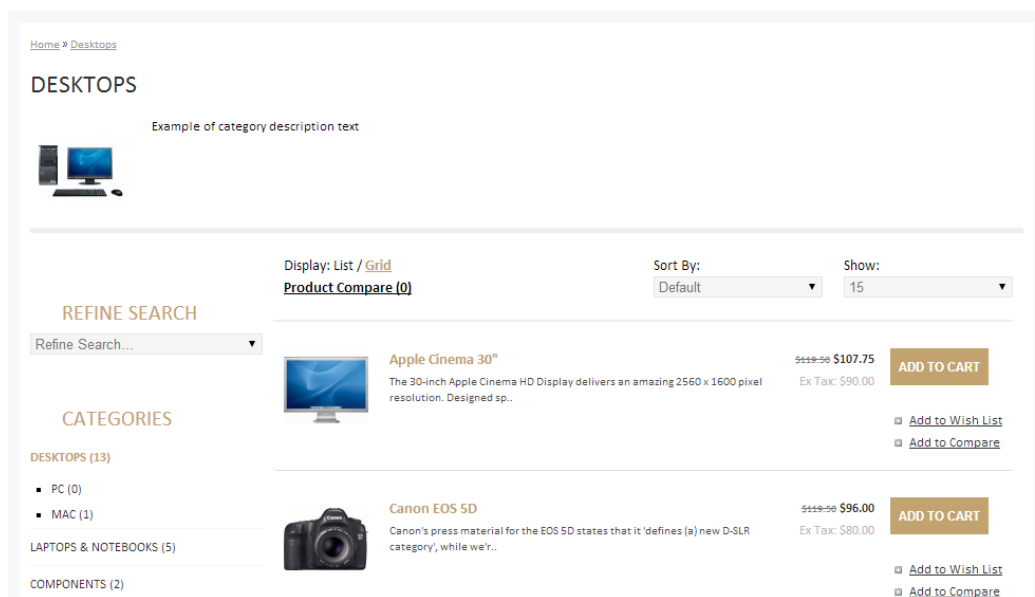 Home » Desktops
DESKTOPS
Example of category description text
Display: List / Grid
Product Compare (0)
Sort By:
Default
Show:
15
REFINE SEARCH
Refine Search...
CATEGORIES
DESKTOPS (13)
PC (0)
MAC (1)
LAPTOPS & NOTEBOOKS (5)
COMPONENTS (2)
Apple Cinema 30"
The 30-inch Apple Cinema HD Display delivers an amazing 2560 x 1600 pixel
resolution. Designed sp..
$119.50 $107.75
Ex Tax: $90.00
ADD TO CART
Add to Wish List
Add to Compare
Canon EOS 5D
Canon's press material for the EOS 5D states that it 'defines (a) new D-SLR
category', while we'r..
$119.50 $96.00
Ex Tax: $80.00
ADD TO CART
Add to Wish List
Add to Compare